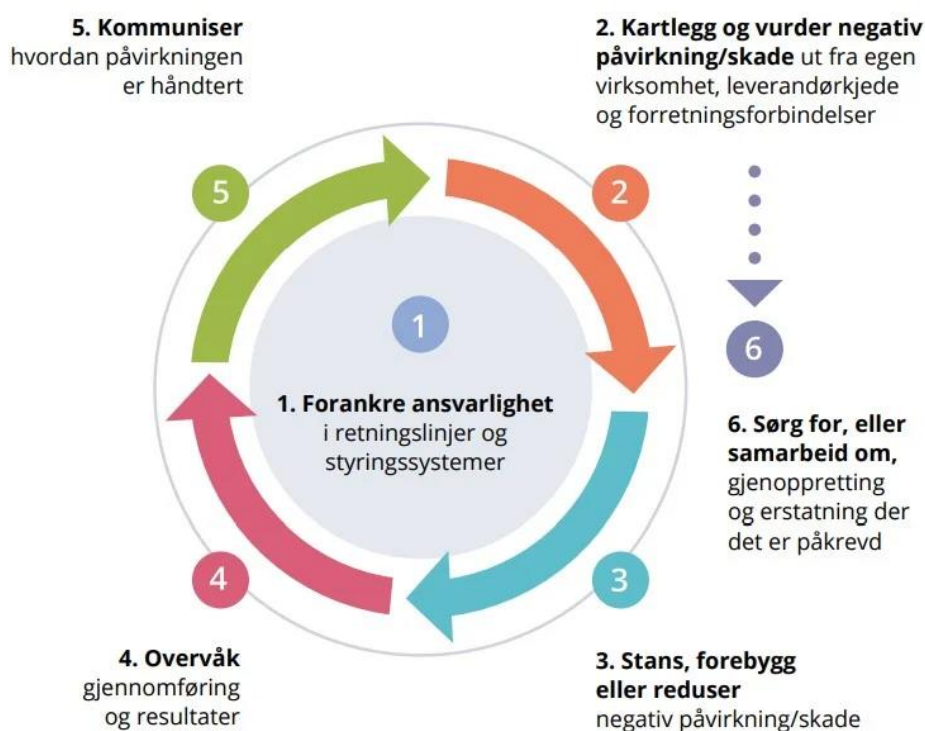 5. Kommuniser
hvordan påvirkningen
er håndtert
2. Kartlegg og vurder negativ
påvirkning/skade ut fra egen
virksomhet, leverandørkjede
og forretningsforbindelser
5
2
1
6
1. Forankre ansvarlighet
i retningslinjer og
styringssystemer
6. Sørg for, eller
samarbeid om,
gjenoppretting
og erstatning der
det er påkrevd
4
3
4. Overvåk
gjennomføring
og resultater
3. Stans, forebygg
eller reduser
negativ påvirkning/skade